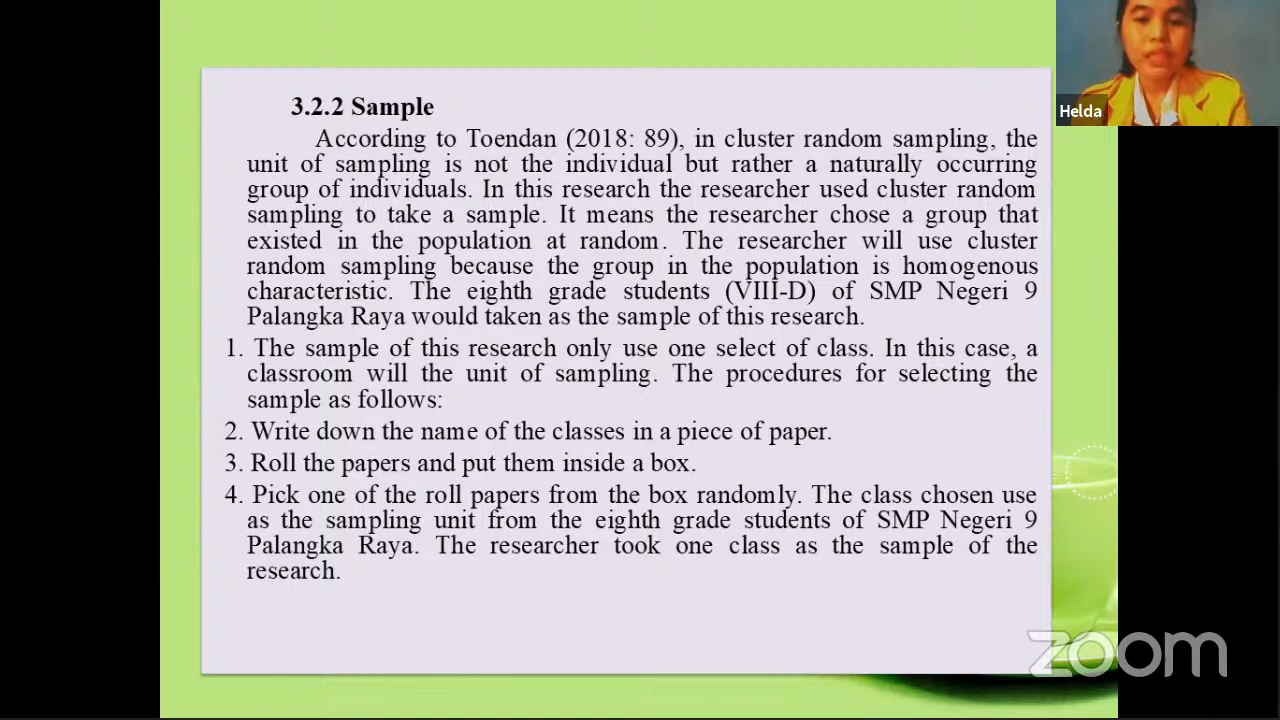 3.2.2 Sample
According to Toendan (2018: 89), in cluster random sampling, the
unit of sampling is not the individual but rather a naturally occurring
group of individuals. In this research the researcher used cluster random
sampling to take a sample. It means the researcher chose a group that
existed in the population at random. The researcher will use cluster
random sampling because the group in the population is homogenous
characteristic. The eighth grade students (VIII-D) of SMP Negeri 9
Palangka Raya would taken as the sample of this research.
1. The sample of this research only use one select of class. In this case, a
classroom will the unit of sampling. The procedures for selecting the
sample as follows:
2. Write down the name of the classes in a piece of paper.
3. Roll the papers and put them inside a box.
4. Pick one of the roll papers from the box randomly. The class chosen use
as the sampling unit from the eighth grade students of SMP Negeri 9
Palangka Raya. The researcher took one class as the sample of the
research.
Helda
zoom